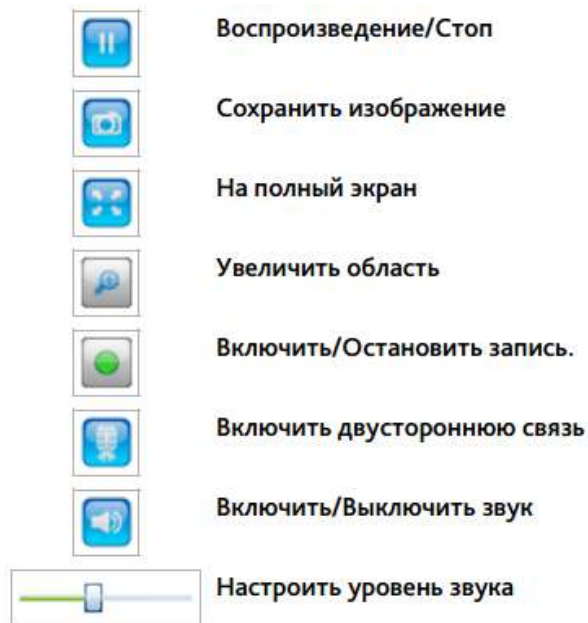 Воспроизведение/Стоп
Сохранить изображение
На полный экран
Увеличить область
Включить/Остановить запись.
Включить двустороннюю связь
Включить/Выключить звук
Настроить уровень звука